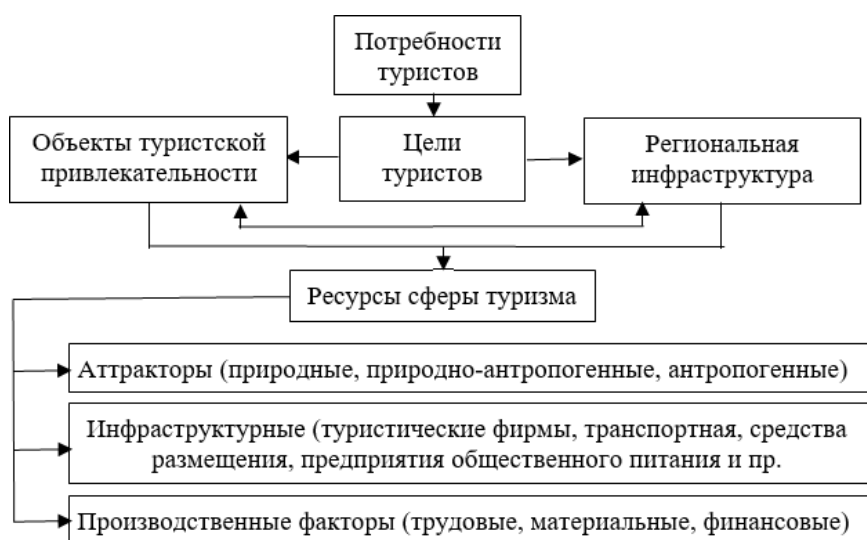 Потребности
туристов
Объекты туристской
привлекательности
Цели
туристов
Региональная
инфраструктура
Ресурсы сферы туризма
Аттракторы (природные, природно-антропогенные, антропогенные)
Инфраструктурные (туристические фирмы, транспортная, средства
размещения, предприятия общественного питания и пр.
Производственные факторы (трудовые, материальные, финансовые)